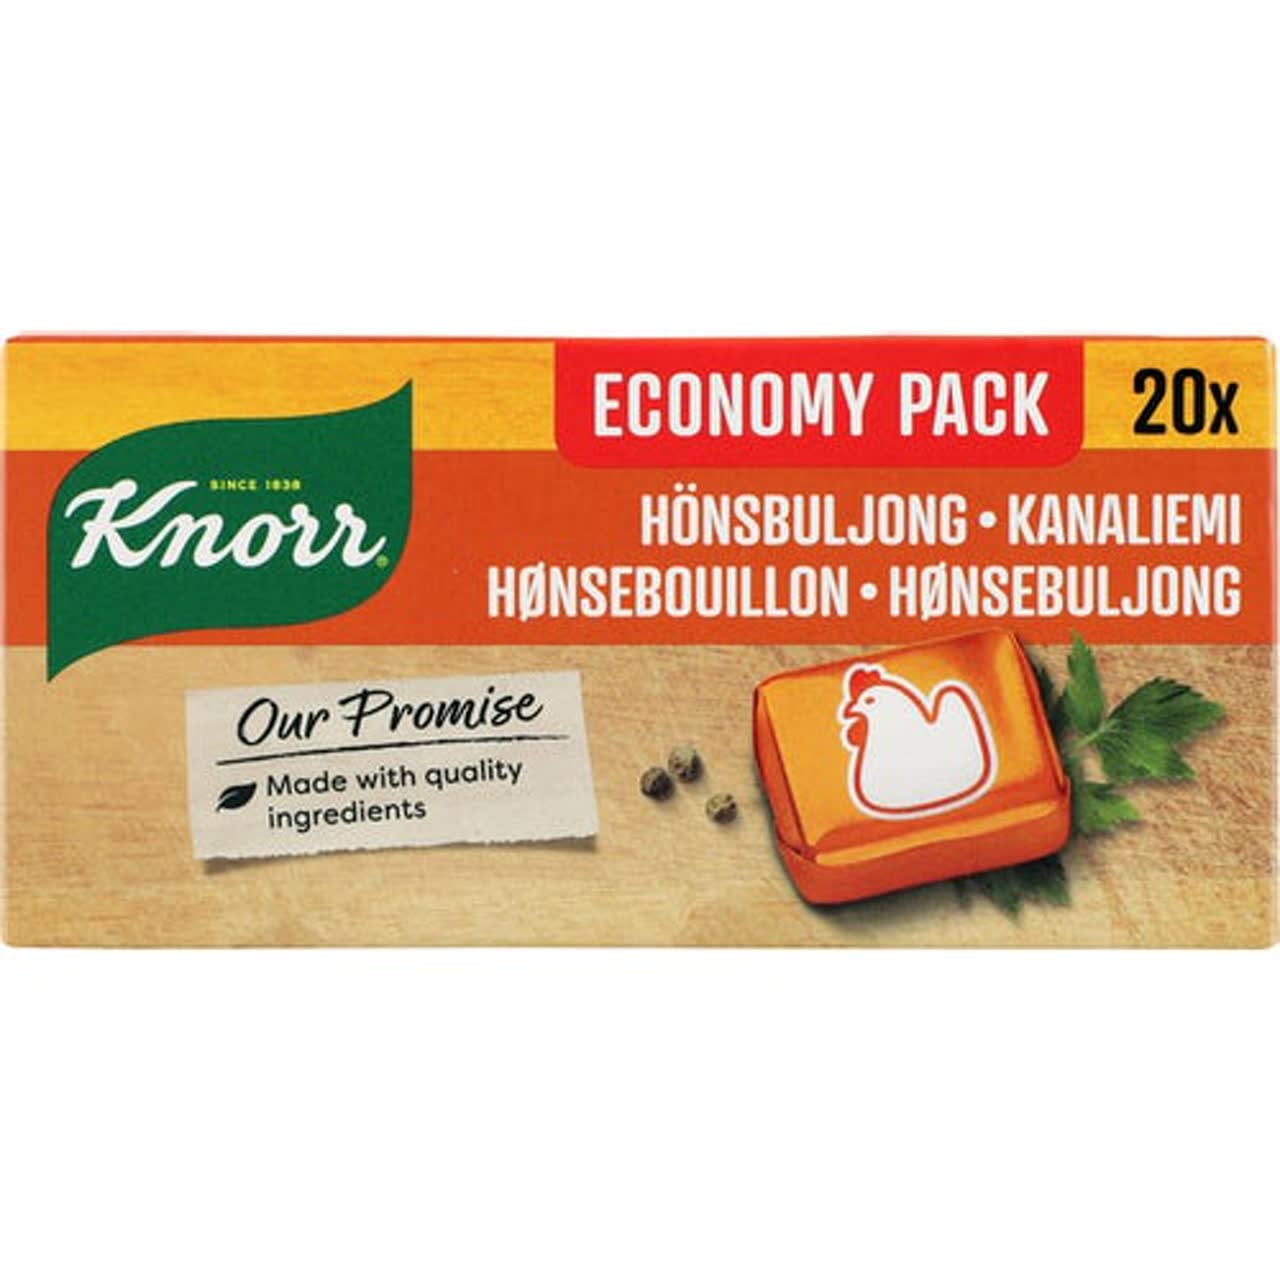 ECONOMY PACK 20x
SINCE 1838
Knorr®
HÖNSBULJONG • KANALIEMI
HØNSEBOUILLON • HØNSEBULJONG
Our Promise
Made with quality
ingredients